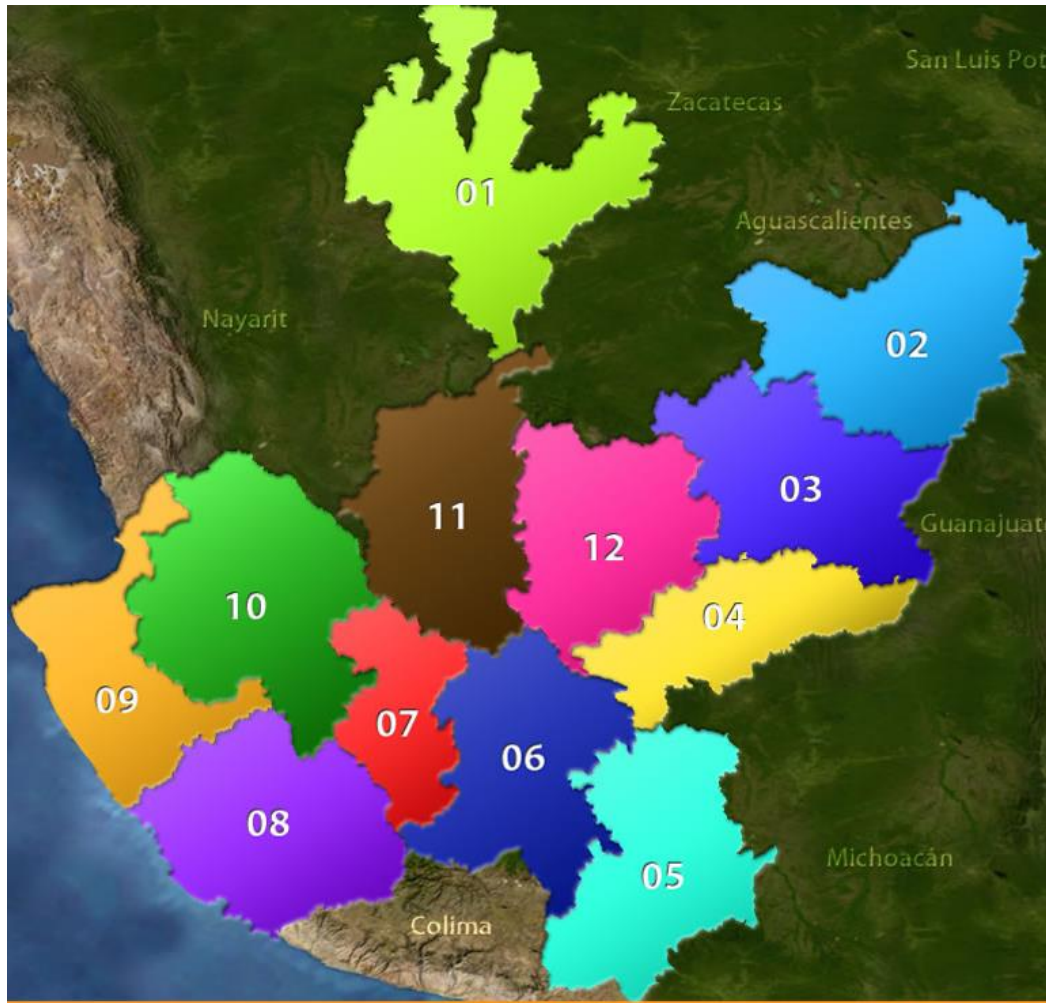 San Luis Pot
Zacatecas
01
Aguascalientes
Nayarit
02
03
11
Guanajuat
12
10
04
09
07
06
08
05
Michoacán
Colima